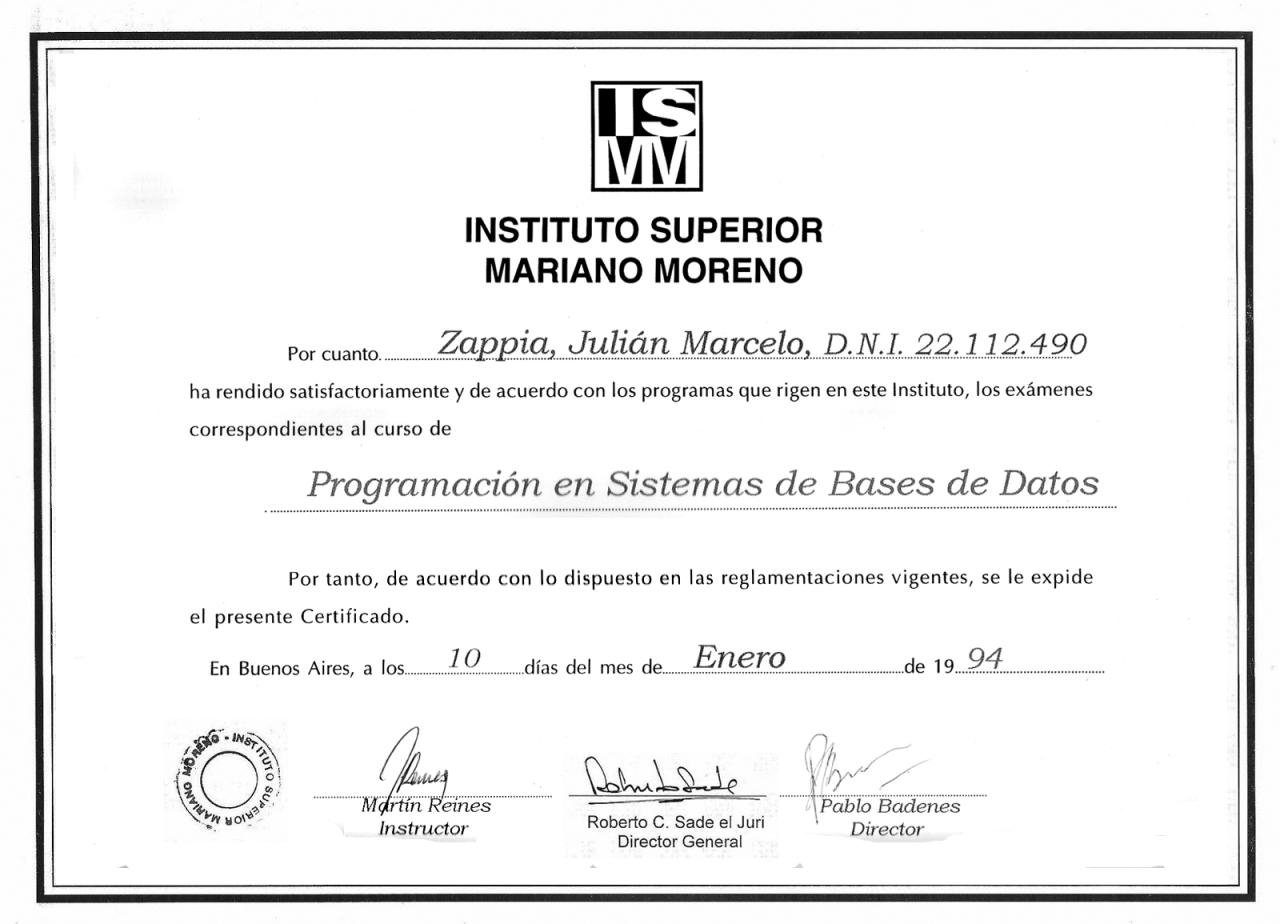 IS
MM
INSTITUTO SUPERIOR
MARIANO MORENO
Por cuanto. Zappia, Julián Marcelo, D.N.I. 22.112.490
ha rendido satisfactoriamente y de acuerdo con los programas que rigen en este Instituto, los exámenes
correspondientes al curso de
Programación en Sistemas de Bases de Datos
Por tanto, de acuerdo con lo dispuesto en las reglamentaciones vigentes, se le expide
el presente Certificado.
En Buenos Aires, a los 10 días del mes de Enero de 19 94
INSTITUTO SUPERIOR MARIANO MORENO
Martín Reines
Instructor
Roberto C. Sade el Juri
Director General
Pablo Badenes
Director